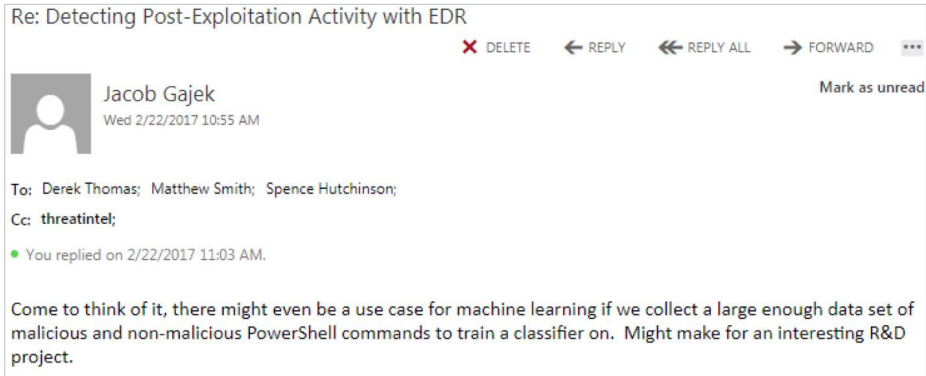 Re: Detecting Post-Exploitation Activity with EDR
DELETE REPLY REPLY ALL FORWARD ...
Mark as unread
Jacob Gajek
Wed 2/22/2017 10:55 AM
To: Derek Thomas; Matthew Smith; Spence Hutchinson;
Cc: threatintel;
You replied on 2/22/2017 11:03 AM.
Come to think of it, there might even be a use case for machine learning if we collect a large enough data set of
malicious and non-malicious PowerShell commands to train a classifier on.  Might make for an interesting R&D
project.